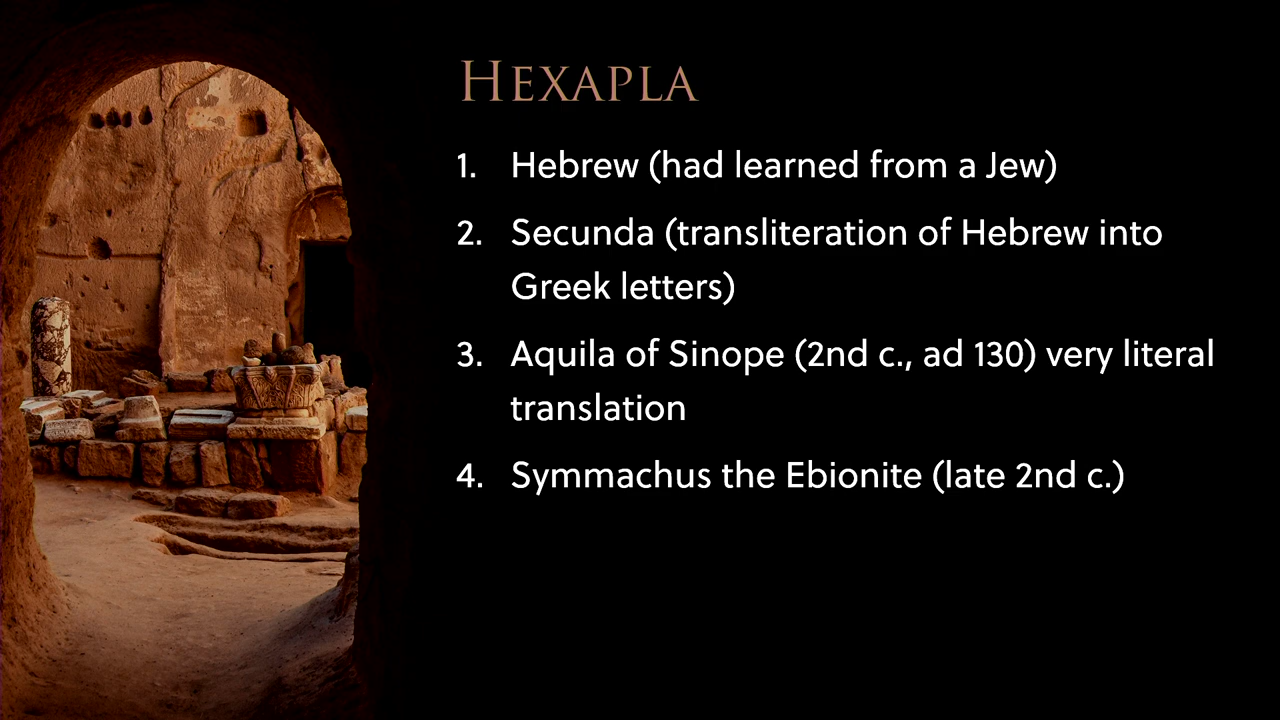 Hexapla
1. Hebrew (had learned from a Jew)
2. Secunda (transliteration of Hebrew into
Greek letters)
3. Aquila of Sinope (2nd c., ad 130) very literal
translation
4. Symmachus the Ebionite (late 2nd c.)